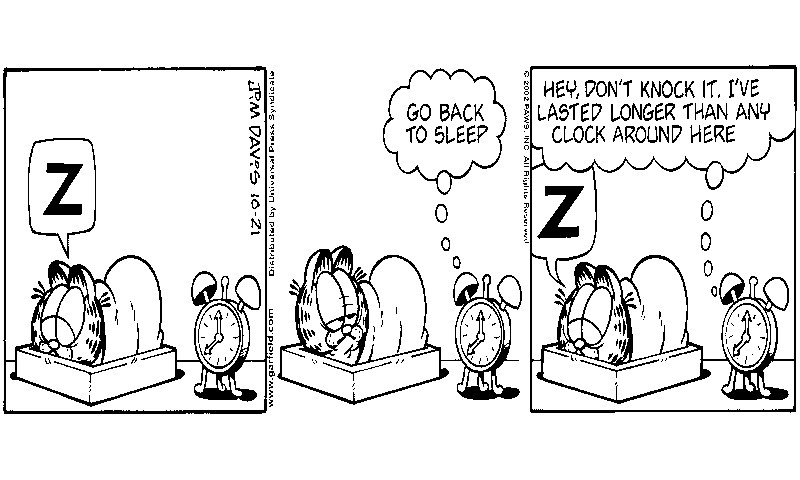 Z
JIM DAVIS 10-21
www.garfield.com Distributed by Universal Press Syndicate
GO BACK
TO SLEEP
© 2002 PAWS, INC. All Rights Reserved
HEY, DON'T KNOCK IT. I'VE
LASTED LONGER THAN ANY
CLOCK AROUND HERE
Z